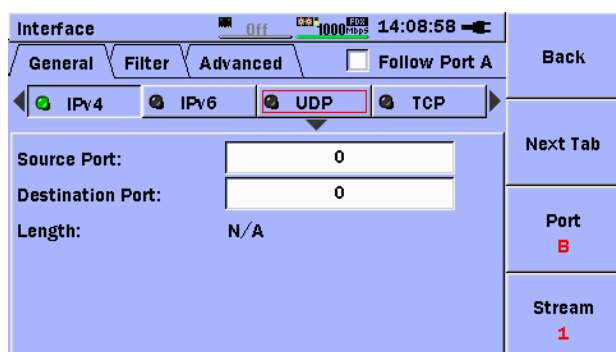 Interface Off 1000 FDX Mbps 14:08:58
General Filter Advanced Follow Port A
IPv4 IPv6 UDP TCP
Source Port: 0
Destination Port: 0
Length: N/A
Back
Next Tab
Port
B
Stream
1